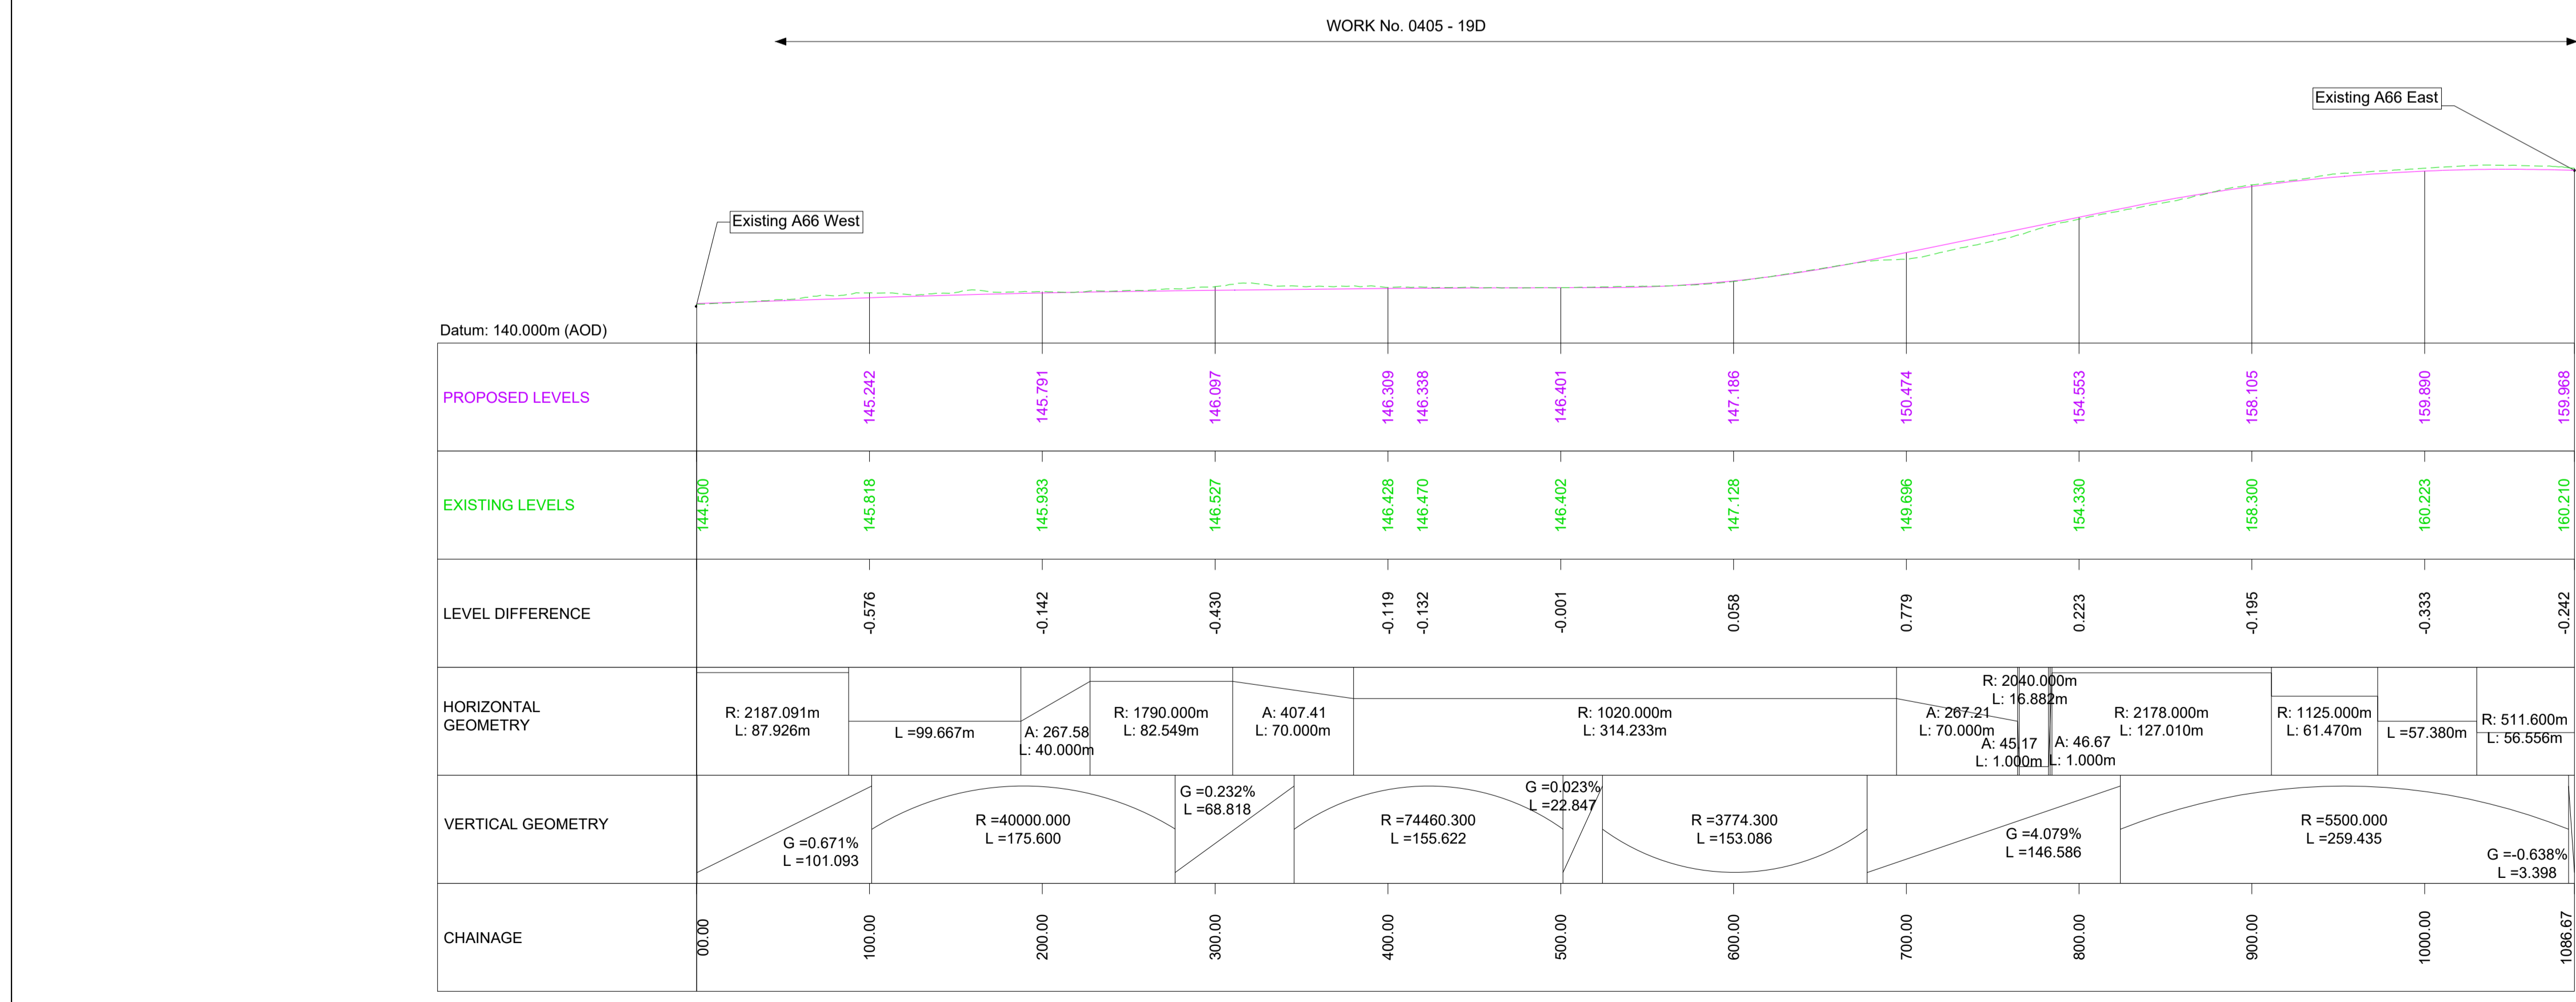 WORK No. 0405 - 19D
Existing A66 East
Existing A66 West
Datum: 140.000m (AOD)
PROPOSED LEVELS
145.242
145.791
146.097
146.309
146.338
146.401
147.186
150.474
154.553
158.105
159.890
159.968
EXISTING LEVELS
144.500
145.818
145.933
146.527
146.428
146.470
146.402
147.128
149.696
154.330
158.300
160.223
160.210
LEVEL DIFFERENCE
-0.576
-0.142
-0.430
-0.119
-0.132
-0.001
0.058
0.779
0.223
-0.195
-0.333
-0.242
HORIZONTAL
GEOMETRY
R: 2187.091m
L: 87.926m
L =99.667m
A: 267.58
L: 40.000m
R: 1790.000m
L: 82.549m
A: 407.41
L: 70.000m
R: 1020.000m
L: 314.233m
A: 267.21
L: 70.000m
A: 45.17
L: 1.000m
R: 2040.000m
L: 16.882m
A: 46.67
L: 1.000m
R: 2178.000m
L: 127.010m
R: 1125.000m
L: 61.470m
L =57.380m
R: 511.600m
L: 56.556m
VERTICAL GEOMETRY
G =0.671%
L =101.093
R =40000.000
L =175.600
G =0.232%
L =68.818
R =74460.300
L =155.622
G =0.023%
L =22.847
R =3774.300
L =153.086
G =4.079%
L =146.586
R =5500.000
L =259.435
G =-0.638%
L =3.398
CHAINAGE
00.00
100.00
200.00
300.00
400.00
500.00
600.00
700.00
800.00
900.00
1000.00
1086.67